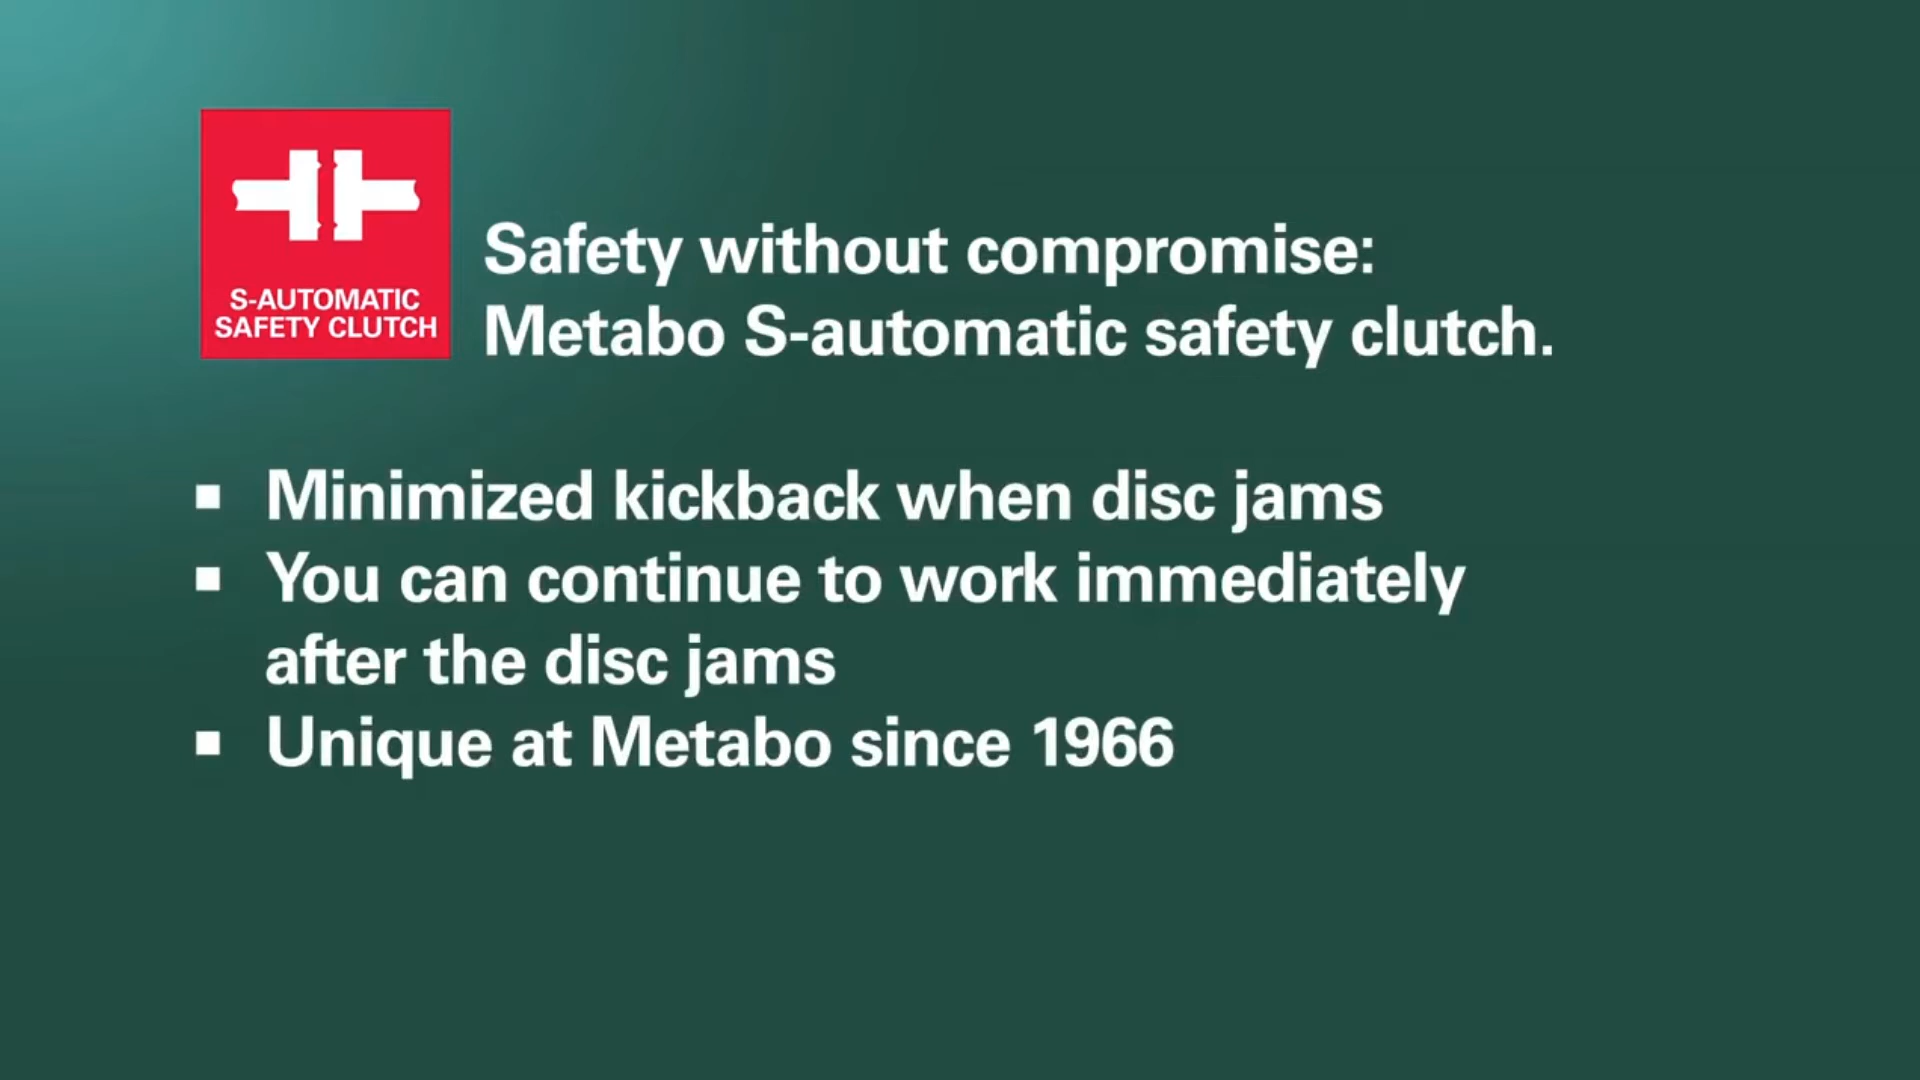 S-AUTOMATIC
SAFETY CLUTCH
Safety without compromise:
Metabo S-automatic safety clutch.
▪ Minimized kickback when disc jams
▪ You can continue to work immediately
after the disc jams
▪ Unique at Metabo since 1966